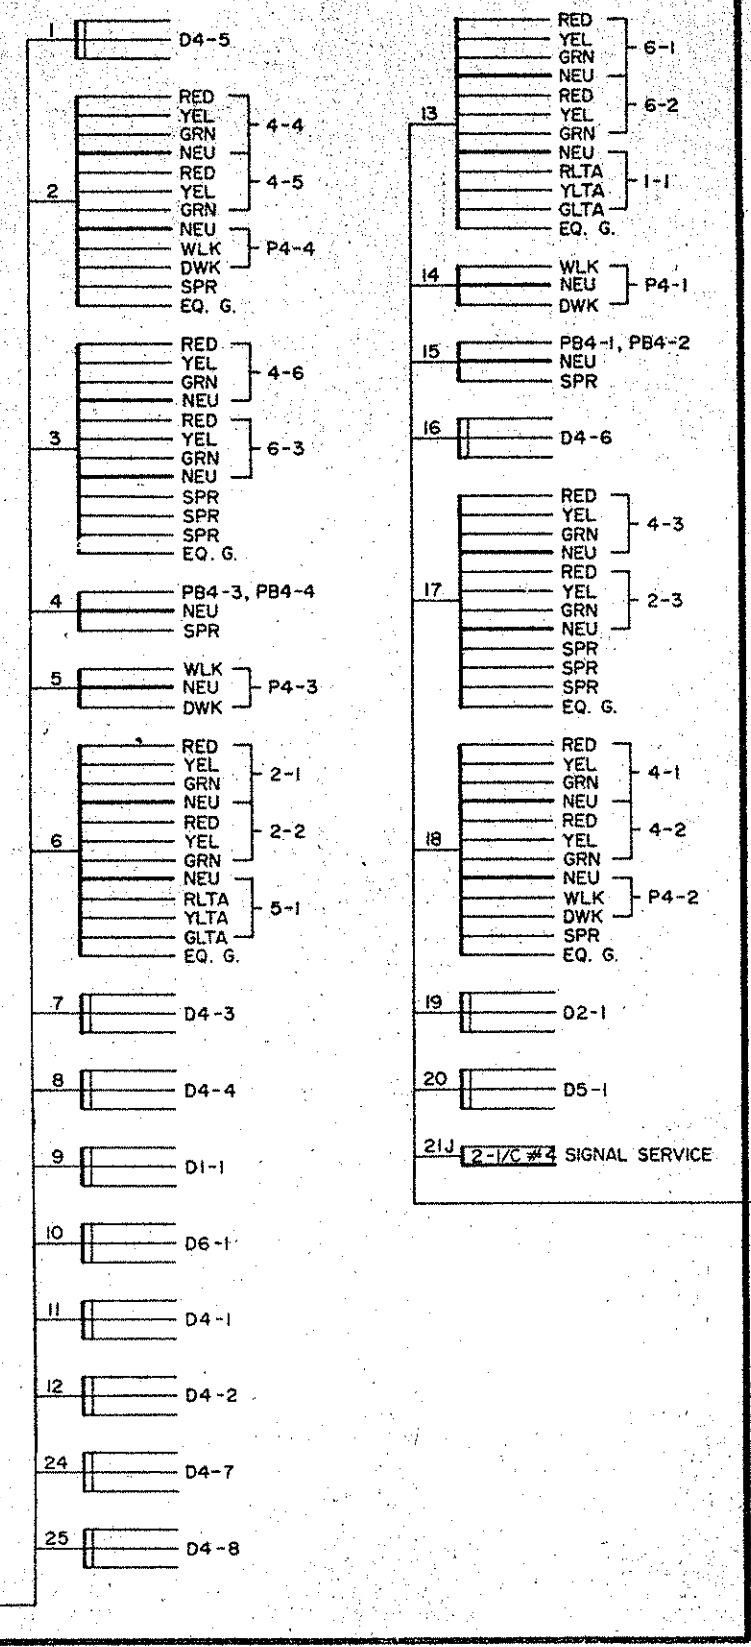 1 D4-5
RED
YEL
GRN 4-4
NEU
RED
2 YEL 4-5
GRN
NEU
WLK P4-4
DWK
SPR
EQ. G.
RED
YEL 4-6
GRN
NEU
RED
3 YEL 6-3
GRN
NEU
SPR
SPR
SPR
EQ. G.
PB4-3, PB4-4
4 NEU
SPR
WLK
5 NEU P4-3
DWK
RED
YEL 2-1
GRN
NEU
RED 2-2
6 YEL
GRN
NEU
RLTA
YLTA 5-1
GLTA
EQ. G.
7 D4-3
8 D4-4
9 D1-1
10 D6-1
11 D4-1
12 D4-2
24 D4-7
25 D4-8
RED
YEL 6-1
GRN
NEU
RED 6-2
13 YEL
GRN
NEU
RLTA 1-1
YLTA
GLTA
EQ. G.
WLK
14 NEU P4-1
DWK
PB4-1, PB4-2
15 NEU
SPR
16 D4-6
RED
YEL 4-3
GRN
NEU
RED
17 YEL 2-3
GRN
NEU
SPR
SPR
SPR
EQ. G.
RED
YEL 4-1
GRN
NEU
RED 4-2
18 YEL
GRN
NEU
WLK P4-2
DWK
SPR
EQ. G.
19 D2-1
20 D5-1
21J 2-1/C #4 SIGNAL SERVICE